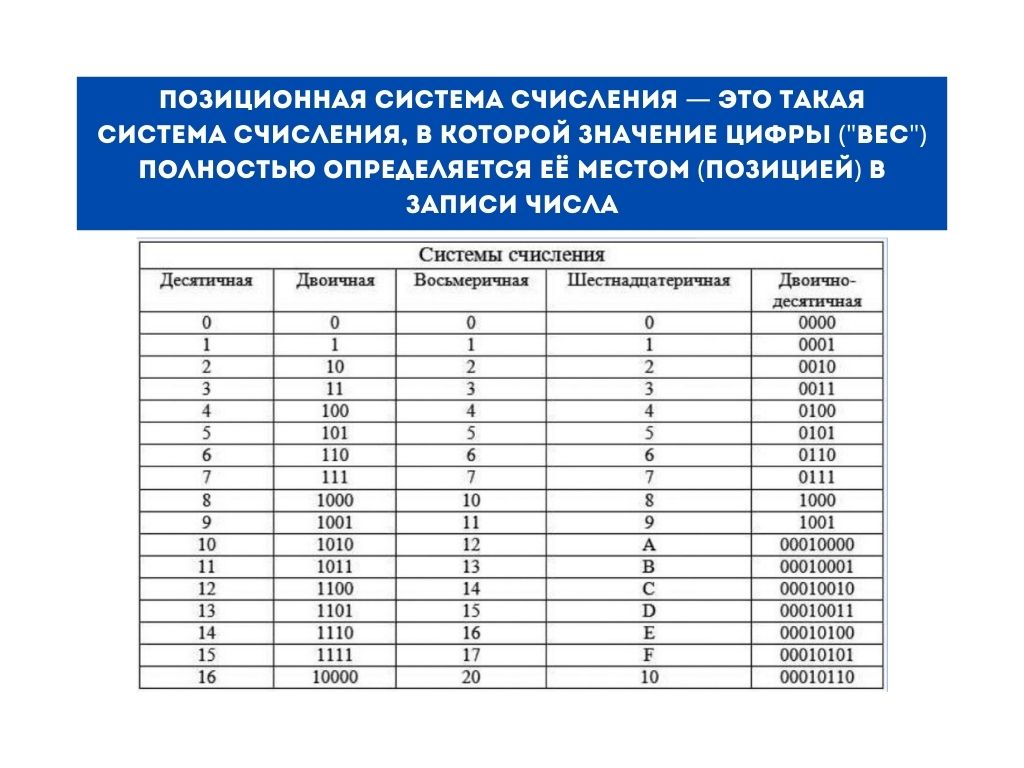 ПОЗИЦИОННАЯ СИСТЕМА СЧИСЛЕНИЯ — ЭТО ТАКАЯ
СИСТЕМА СЧИСЛЕНИЯ, В КОТОРОЙ ЗНАЧЕНИЕ ЦИФРЫ ("ВЕС")
ПОЛНОСТЬЮ ОПРЕДЕЛЯЕТСЯ ЕЁ МЕСТОМ (ПОЗИЦИЕЙ) В
ЗАПИСИ ЧИСЛА
Системы счисления
Десятичная Двоичная Восьмеричная Шестнадцатеричная Двоично-
десятичная
0 0 0 0 0000
1 1 1 1 0001
2 10 2 2 0010
3 11 3 3 0011
4 100 4 4 0100
5 101 5 5 0101
6 110 6 6 0110
7 111 7 7 0111
8 1000 10 8 1000
9 1001 11 9 1001
10 1010 12 A 00010000
11 1011 13 B 00010001
12 1100 14 C 00010010
13 1101 15 D 00010011
14 1110 16 E 00010100
15 1111 17 F 00010101
16 10000 20 10 00010110